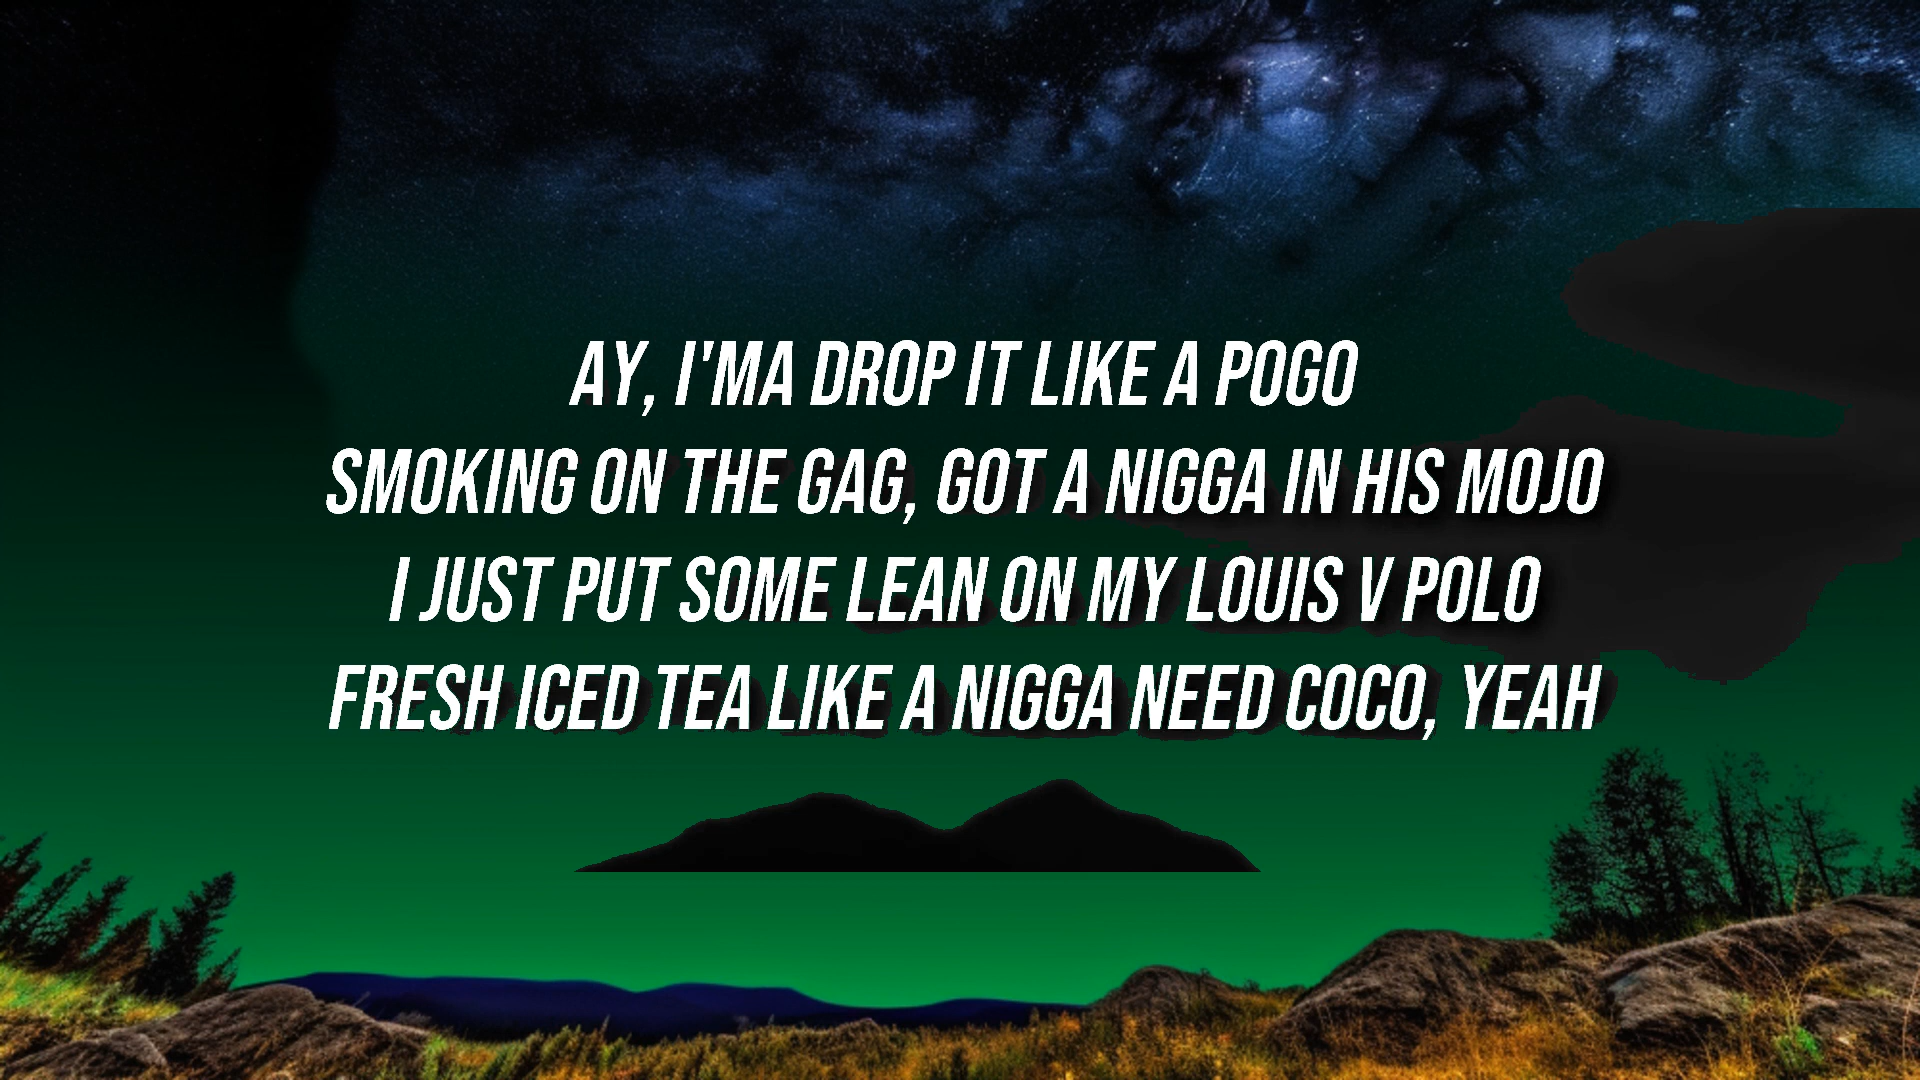 AY, I'MA DROP IT LIKE A POGO
SMOKING ON THE GAG, GOT A NIGGA IN HIS MOJO
I JUST PUT SOME LEAN ON MY LOUIS V POLO
FRESH ICED TEA LIKE A NIGGA NEED COCO, YEAH